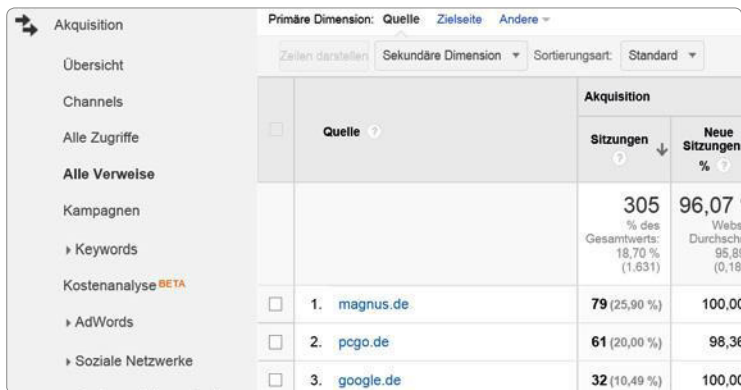 Akquisition
Übersicht
Channels
Alle Zugriffe
Alle Verweise
Kampagnen
Keywords
Kostenanalyse BETA
AdWords
Soziale Netzwerke
Primäre Dimension: Quelle Zielseite Andere
Zeilen darstellen Sekundäre Dimension Sortierungsart: Standard
Akquisition
Quelle ? Sitzungen ? Neue
Sitzungen
% ?
305 96,07
% des
Gesamtwerts:
18,70 %
(1.631)
1. magnus.de 79 (25,90 %) 100,00
2. pcgo.de 61 (20,00 %) 98,36
3. google.de 32 (10,49 %) 100,00